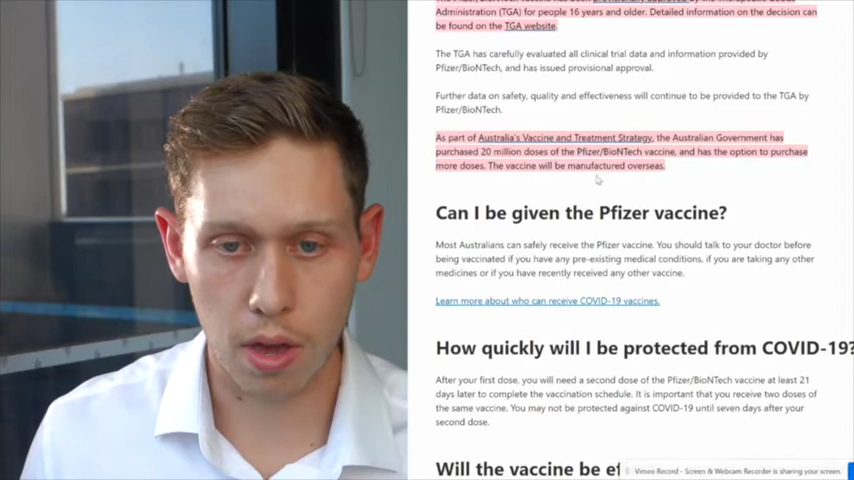 Administration (TGA) for people 16 years and older. Detailed information on the decision can
be found on the TGA website.
The TGA has carefully evaluated all clinical trial data and information provided by
Pfizer/BioNTech, and has issued provisional approval.
Further data on safety, quality and effectiveness will continue to be provided to the TGA by
Pfizer/BioNTech.
As part of Australia's Vaccine and Treatment Strategy, the Australian Government has
purchased 20 million doses of the Pfizer/BioNTech vaccine, and has the option to purchase
more doses. The vaccine will be manufactured overseas.
Can I be given the Pfizer vaccine?
Most Australians can safely receive the Pfizer vaccine. You should talk to your doctor before
being vaccinated if you have any pre-existing medical conditions, if you are taking any other
medicines or if you have recently received any other vaccine.
Learn more about who can receive COVID-19 vaccines.
How quickly will I be protected from COVID-19?
After your first dose, you will need a second dose of the Pfizer/BioNTech vaccine at least 21
days later to complete the vaccination schedule. It is important that you receive two doses of
the same vaccine. You may not be protected against COVID-19 until seven days after your
second dose.
Will the vaccine be
Vimeo Record - Screen & Webcam Recorder is sharing your screen.